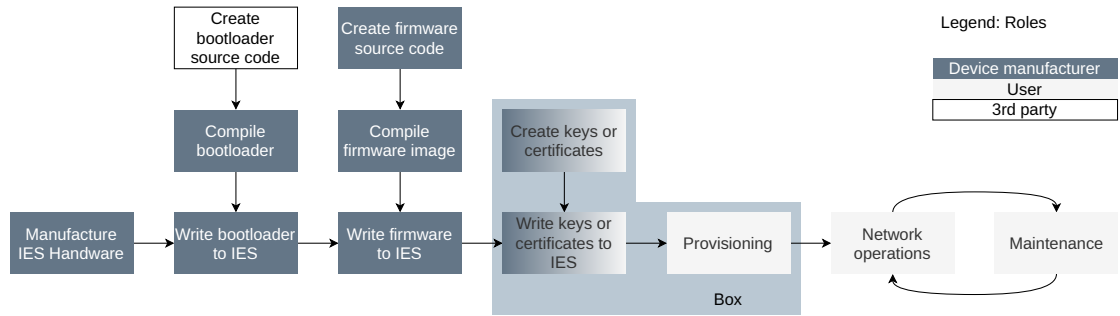 Create
bootloader
source code
Create firmware
source code
Legend: Roles
Device manufacturer
User
3rd party
Compile
bootloader
Compile
firmware image
Create keys or
certificates
Manufacture
IES Hardware
Write bootloader
to IES
Write firmware
to IES
Write keys or
certificates to
IES
Provisioning
Network
operations
Maintenance
Box